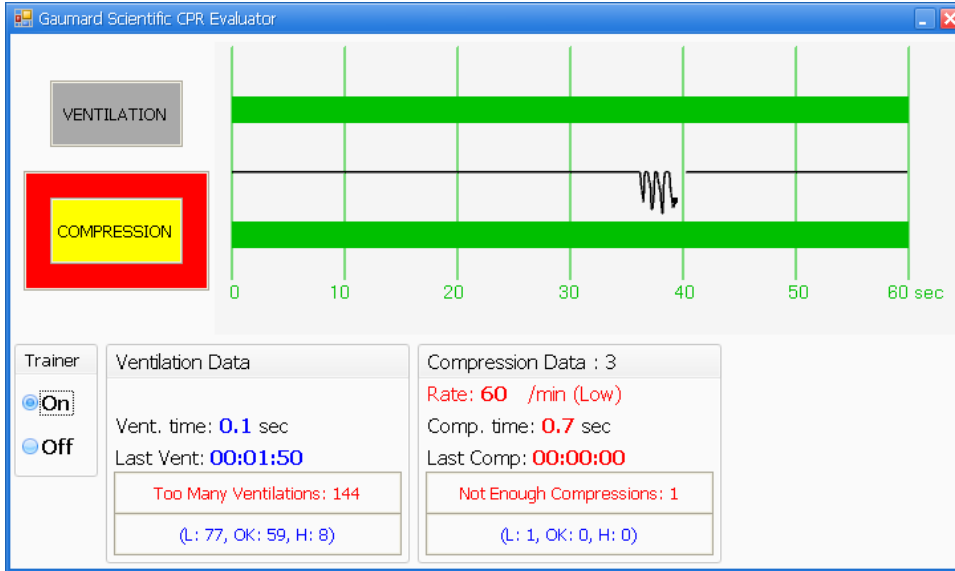 Gaumard Scientific CPR Evaluator
VENTILATION
COMPRESSION
0 10 20 30 40 50 60 sec
Trainer
On
Off
Ventilation Data
Vent. time: 0.1 sec
Last Vent: 00:01:50
Too Many Ventilations: 144
(L: 77, OK: 59, H: 8)
Compression Data : 3
Rate: 60 /min (Low)
Comp. time: 0.7 sec
Last Comp: 00:00:00
Not Enough Compressions: 1
(L: 1, OK: 0, H: 0)